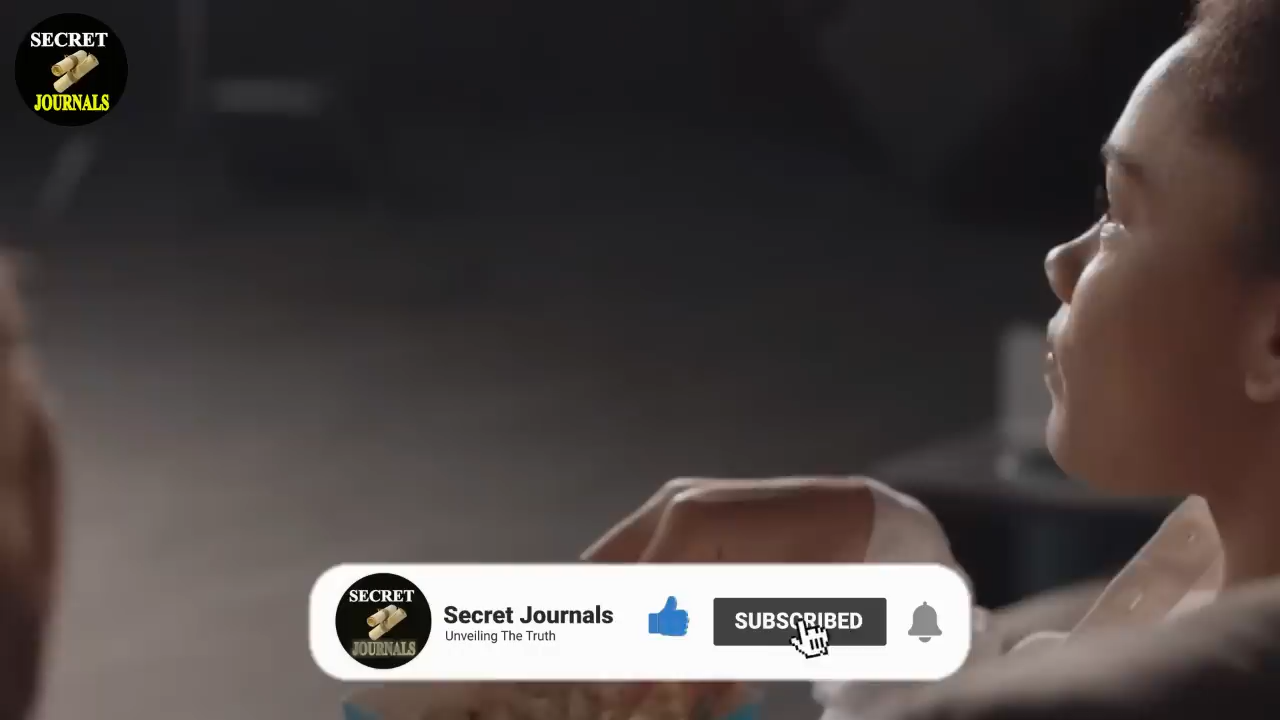 SECRET
JOURNALS
SECRET
JOURNALS
Secret Journals
Unveiling The Truth
SUBSCRIBED